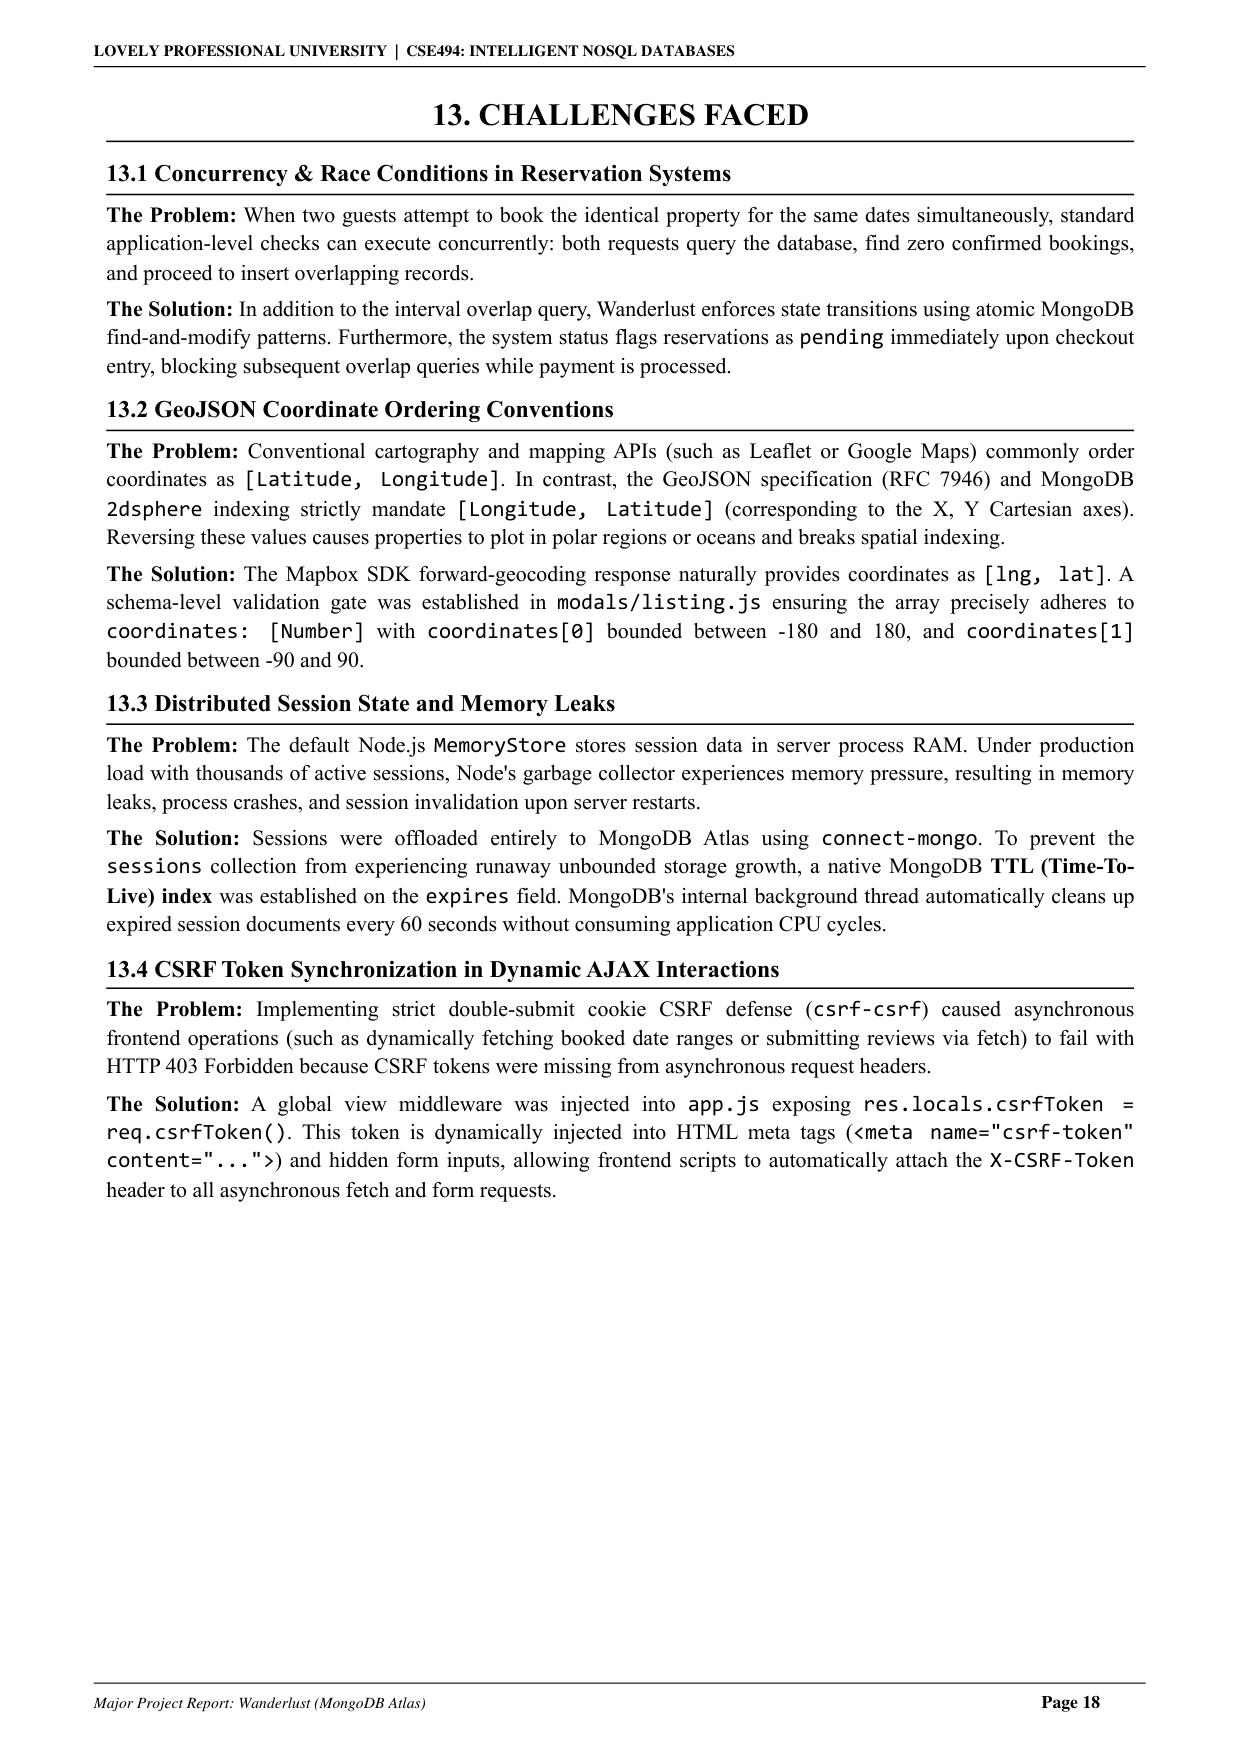 LOVELY PROFESSIONAL UNIVERSITY | CSE494: INTELLIGENT NOSQL DATABASES
13. CHALLENGES FACED
13.1 Concurrency & Race Conditions in Reservation Systems
The Problem: When two guests attempt to book the identical property for the same dates simultaneously, standard
application-level checks can execute concurrently: both requests query the database, find zero confirmed bookings,
and proceed to insert overlapping records.
The Solution: In addition to the interval overlap query, Wanderlust enforces state transitions using atomic MongoDB
find-and-modify patterns. Furthermore, the system status flags reservations as pending immediately upon checkout
entry, blocking subsequent overlap queries while payment is processed.
13.2 GeoJSON Coordinate Ordering Conventions
The Problem: Conventional cartography and mapping APIs (such as Leaflet or Google Maps) commonly order
coordinates as [Latitude, Longitude]. In contrast, the GeoJSON specification (RFC 7946) and MongoDB
2dsphere indexing strictly mandate [Longitude, Latitude] (corresponding to the X, Y Cartesian axes).
Reversing these values causes properties to plot in polar regions or oceans and breaks spatial indexing.
The Solution: The Mapbox SDK forward-geocoding response naturally provides coordinates as [lng, lat]. A
schema-level validation gate was established in modals/listing.js ensuring the array precisely adheres to
coordinates: [Number] with coordinates[0] bounded between -180 and 180, and coordinates[1]
bounded between -90 and 90.
13.3 Distributed Session State and Memory Leaks
The Problem: The default Node.js MemoryStore stores session data in server process RAM. Under production
load with thousands of active sessions, Node's garbage collector experiences memory pressure, resulting in memory
leaks, process crashes, and session invalidation upon server restarts.
The Solution: Sessions were offloaded entirely to MongoDB Atlas using connect-mongo. To prevent the
sessions collection from experiencing runaway unbounded storage growth, a native MongoDB TTL (Time-To-
Live) index was established on the expires field. MongoDB's internal background thread automatically cleans up
expired session documents every 60 seconds without consuming application CPU cycles.
13.4 CSRF Token Synchronization in Dynamic AJAX Interactions
The Problem: Implementing strict double-submit cookie CSRF defense (csrf-csrf) caused asynchronous
frontend operations (such as dynamically fetching booked date ranges or submitting reviews via fetch) to fail with
HTTP 403 Forbidden because CSRF tokens were missing from asynchronous request headers.
The Solution: A global view middleware was injected into app.js exposing res.locals.csrfToken =
req.csrfToken(). This token is dynamically injected into HTML meta tags (<meta name="csrf-token"
content="...">) and hidden form inputs, allowing frontend scripts to automatically attach the X-CSRF-Token
header to all asynchronous fetch and form requests.
Major Project Report: Wanderlust (MongoDB Atlas)
Page 18